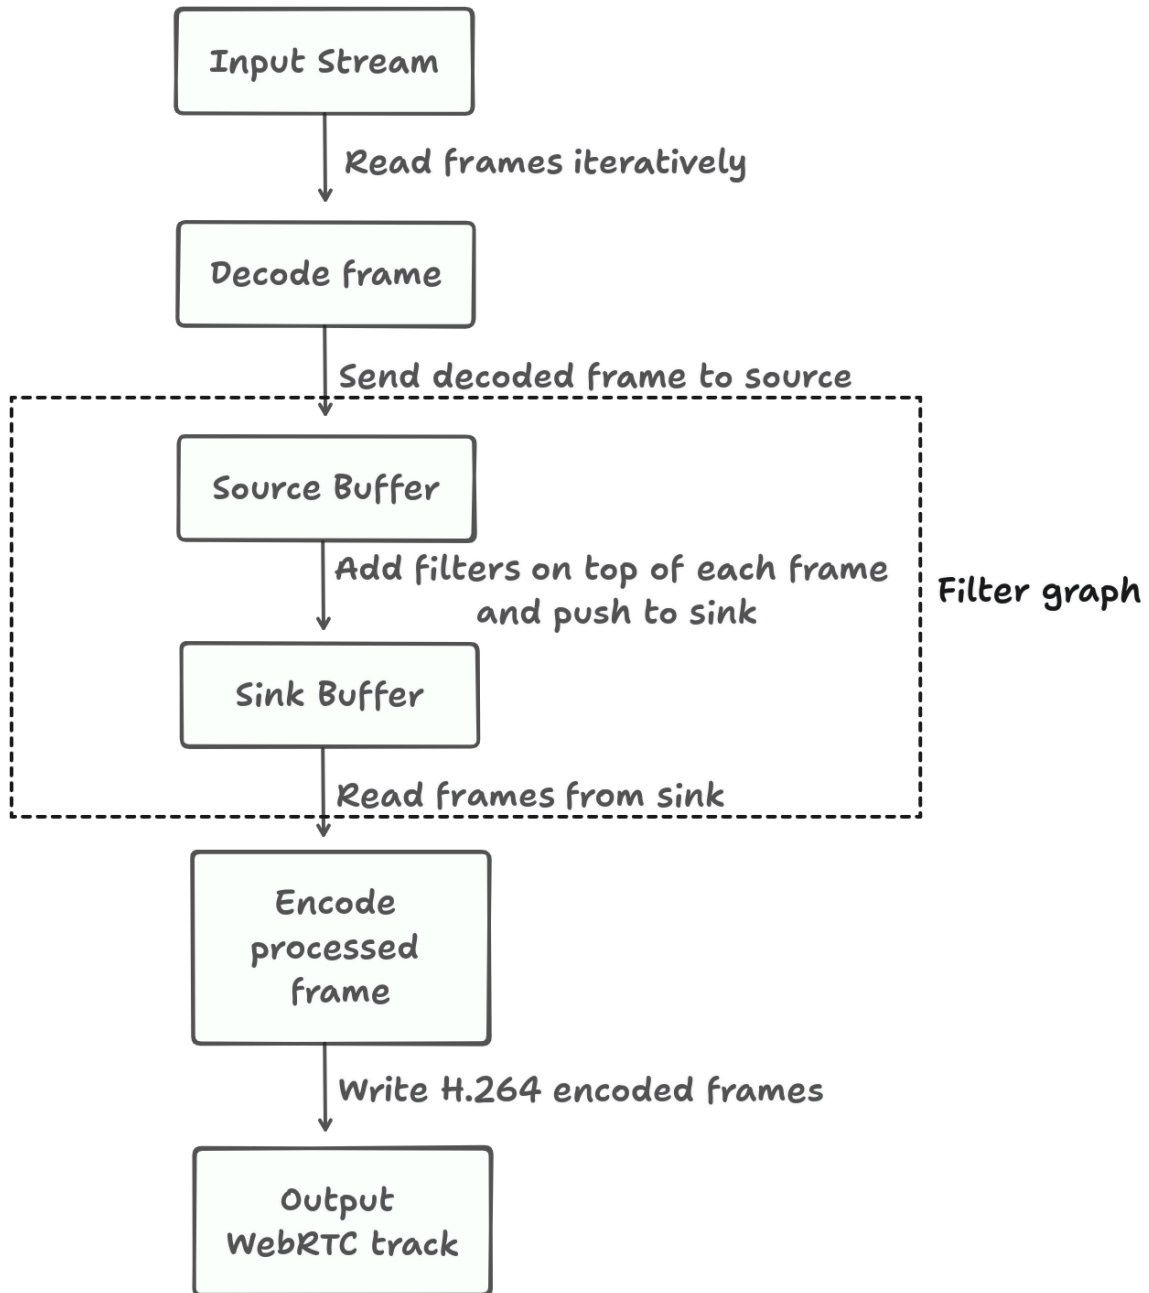 Input Stream
Read frames iteratively
Decode frame
Send decoded frame to source
Source Buffer
Add filters on top of each frame
and push to sink
Filter graph
Sink Buffer
Read frames from sink
Encode
processed
frame
Write H.264 encoded frames
Output
WebRTC track